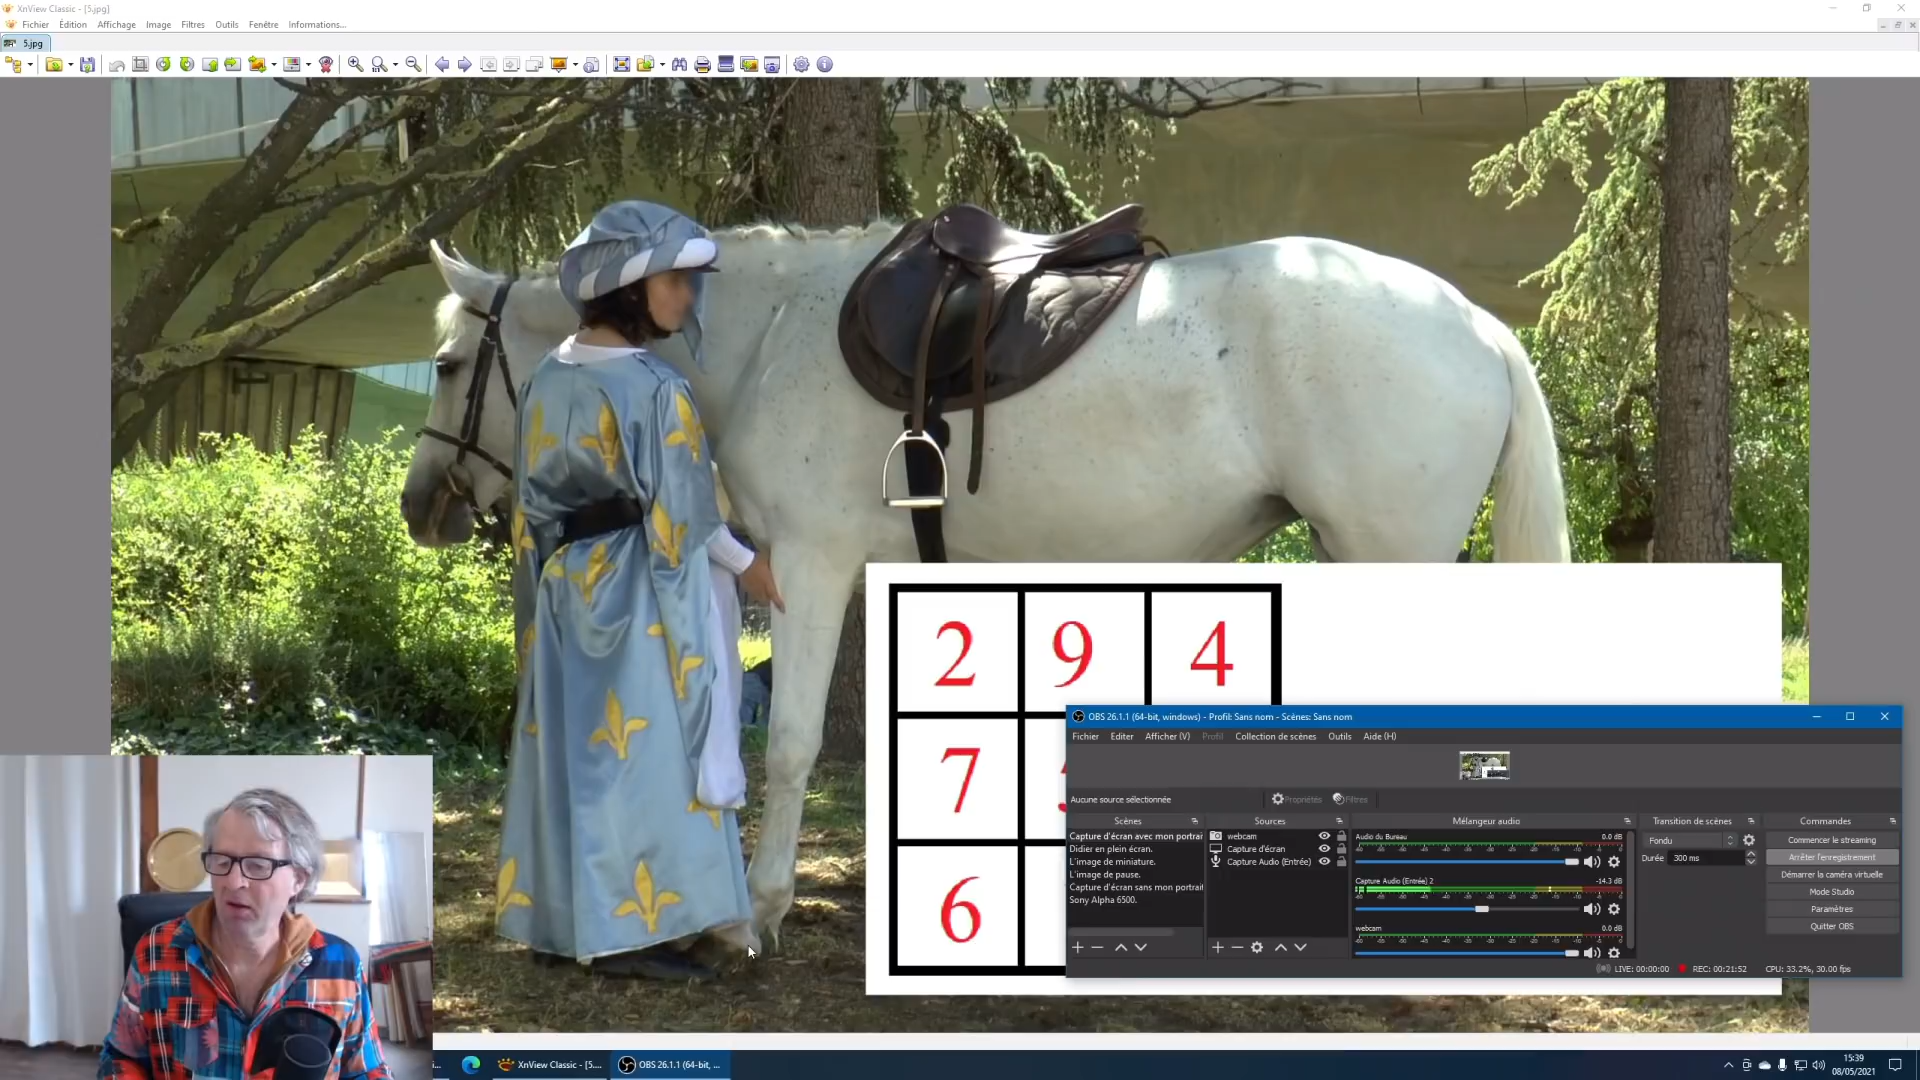 XnView Classic - [5.jpg]
Fichier Édition Affichage Image Filtres Outils Fenêtre Informations...
5.jpg
2 9 4
7
6
OBS 26.1.1 (64-bit, windows) - Profil: Sans nom - Scènes: Sans nom
Fichier Editer Afficher (V) Profil Collection de scènes Outils Aide (H)
Aucune source sélectionnée Propriétés Filtres
Scènes Sources Mélangeur audio Transition de scènes Commandes
Capture d'écran avec mon portrai
Didier en plein écran.
L'image de miniature.
L'image de pause.
Capture d'écran sans mon portrait
Sony Alpha 6500.
webcam
Capture d'écran
Capture Audio (Entrée)
Audio du Bureau 0.0 dB
Capture Audio (Entrée) 2 -14.3 dB
webcam 0.0 dB
Fondu
Durée 300 ms
Commencer le streaming
Arrêter l'enregistrement
Démarrer la caméra virtuelle
Mode Studio
Paramètres
Quitter OBS
LIVE: 00:00:00 REC: 00:21:52 CPU: 33.2%, 30.00 fps
XnView Classic - [5.... OBS 26.1.1 (64-bit, ...
15:39
08/05/2021